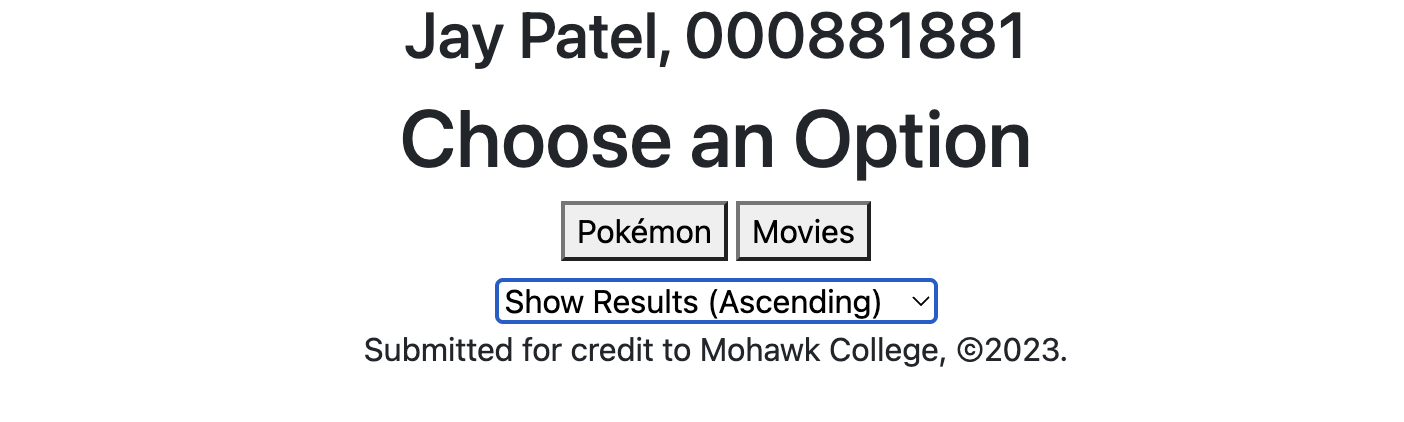 Jay Patel, 000881881
Choose an Option
Pokémon Movies
Show Results (Ascending)
Submitted for credit to Mohawk College, ©2023.